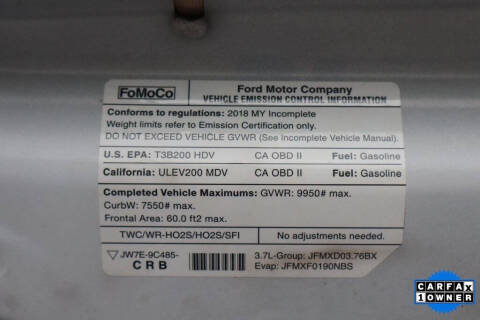 FoMoCo
Ford Motor Company
VEHICLE EMISSION CONTROL INFORMATION
Conforms to regulations: 2018 MY Incomplete
Weight limits refer to Emission Certification only.
DO NOT EXCEED VEHICLE GVWR (See Incomplete Vehicle Manual).
U.S. EPA: T3B200 HDV CA OBD II Fuel: Gasoline
California: ULEV200 MDV CA OBD II Fuel: Gasoline
Completed Vehicle Maximums: GVWR: 9950# max.
CurbW: 7550# max.
Frontal Area: 60.0 ft2 max.
TWC/WR-HO2S/HO2S/SFI
JW7E-9C485-
CRB
3.7L-Group: JFMXD03.76BX
Evap: JFMXF0190NBS
CARFAX
1 OWNER